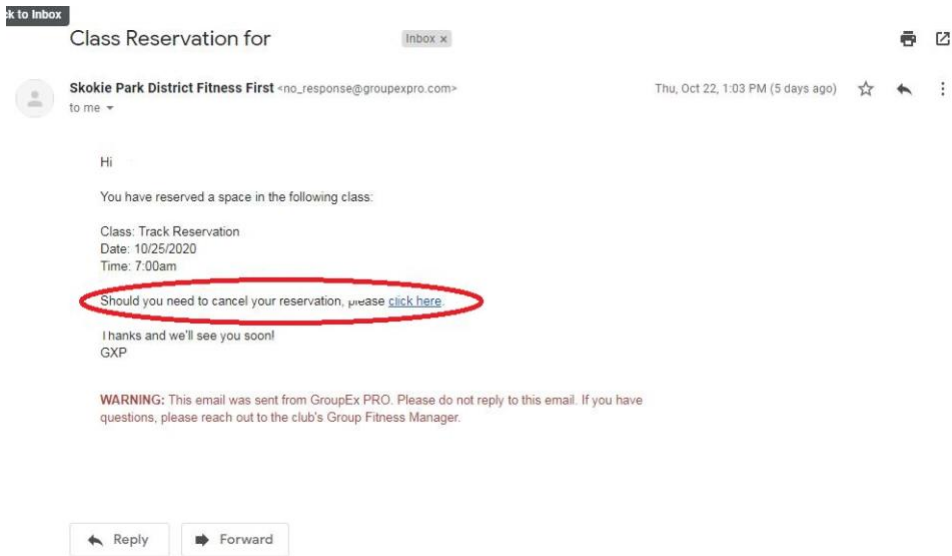 ck to Inbox
Class Reservation for Inbox x
Skokie Park District Fitness First <no_response@groupexpro.com> Thu, Oct 22, 1:03 PM (5 days ago)
to me
Hi
You have reserved a space in the following class:
Class: Track Reservation
Date: 10/25/2020
Time: 7:00am
Should you need to cancel your reservation, please click here.
Thanks and we'll see you soon!
GXP
WARNING: This email was sent from GroupEx PRO. Please do not reply to this email. If you have
questions, please reach out to the club's Group Fitness Manager.
Reply Forward